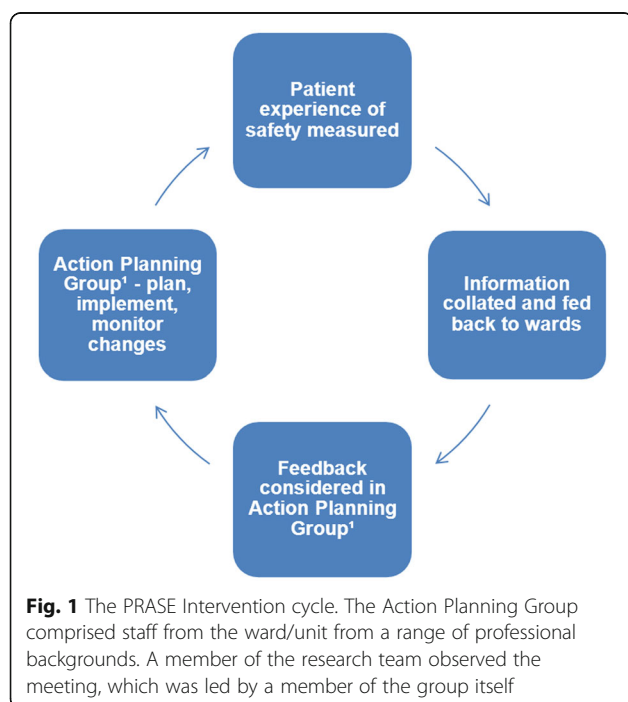 Patient
experience of
safety measured
Action Planning
Group¹ - plan,
implement,
monitor
changes
Information
collated and fed
back to wards
Feedback
considered in
Action Planning
Group¹
Fig. 1 The PRASE Intervention cycle. The Action Planning Group
comprised staff from the ward/unit from a range of professional
backgrounds. A member of the research team observed the
meeting, which was led by a member of the group itself